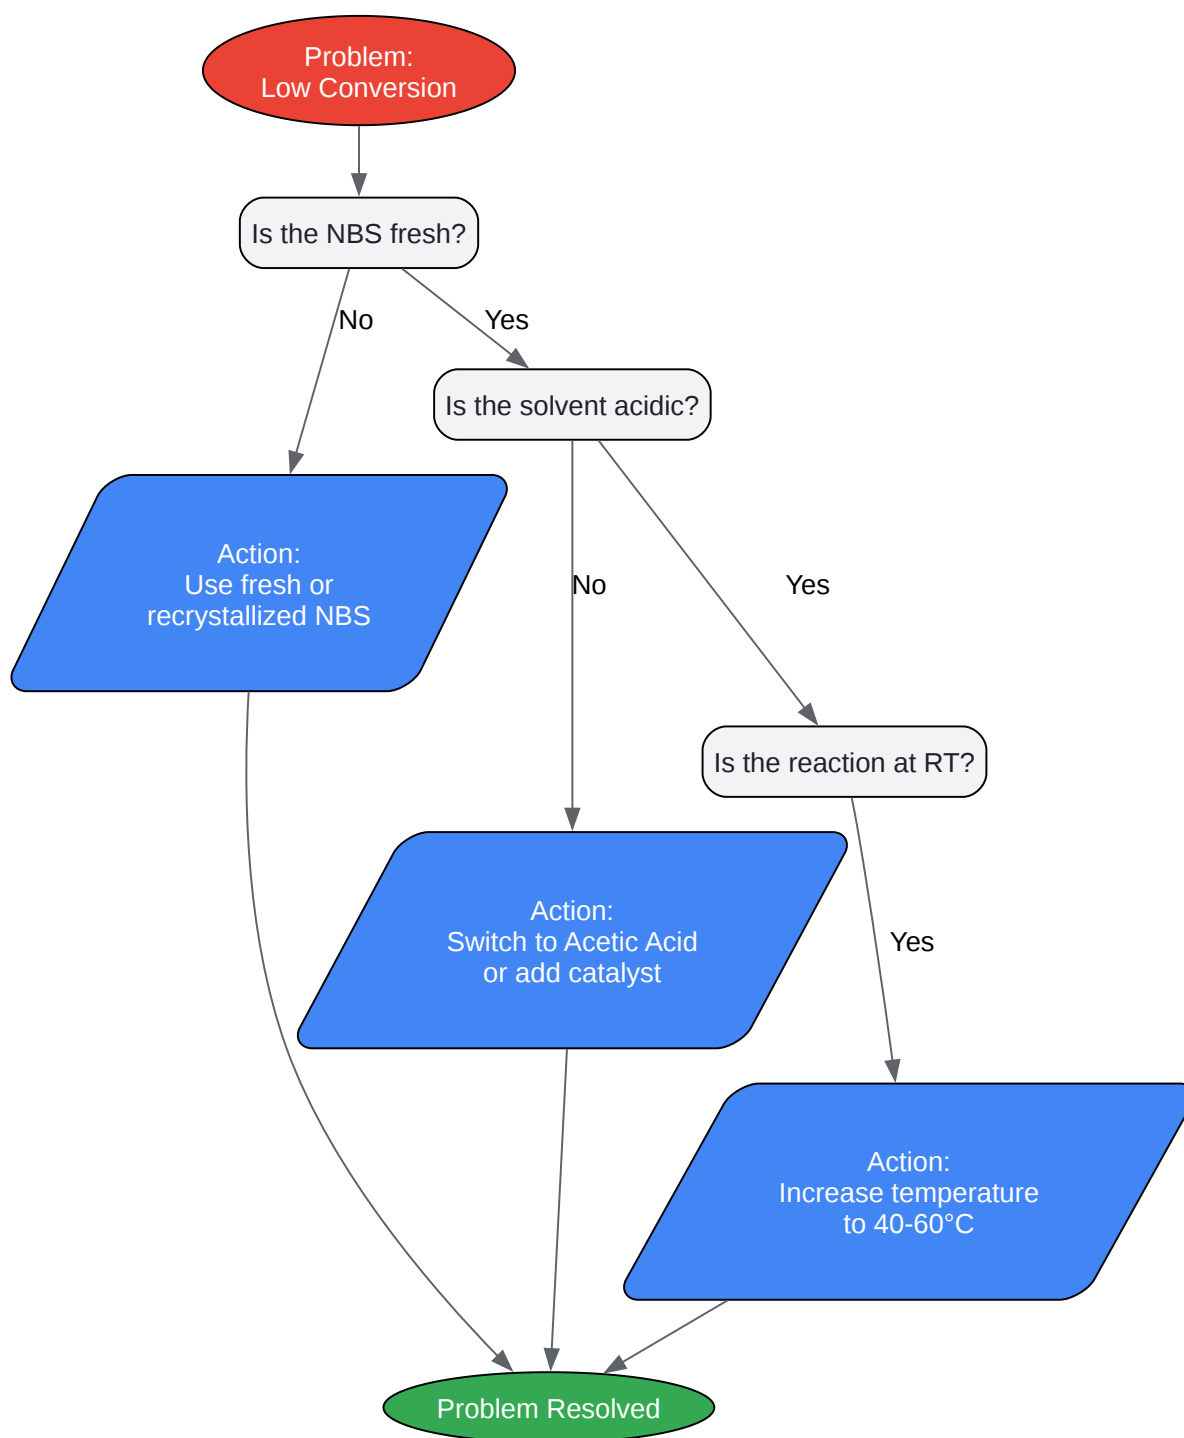 Problem:
Low Conversion
Is the NBS fresh?
No
Yes
Is the solvent acidic?
Action:
Use fresh or
recrystallized NBS
No
Yes
Is the reaction at RT?
Action:
Switch to Acetic Acid
or add catalyst
Yes
Action:
Increase temperature
to 40-60°C
Problem Resolved